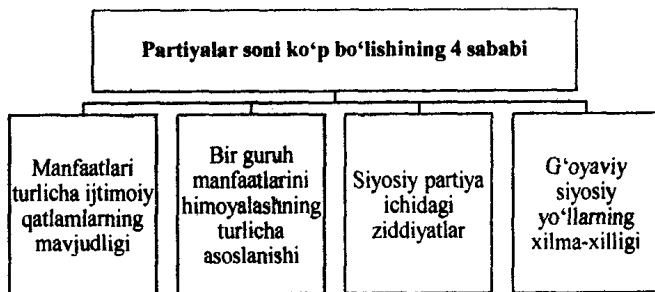 Partiyalar soni ko‘p bo‘lishining 4 sababi
Manfaatlari
turlicha ijtimoiy
qatlamlarning
mavjudligi
Bir guruh
manfaatlarini
himoyalashning
turlicha
asoslanishi
Siyosiy partiya
ichidagi
ziddiyatlar
G‘oyaviy
siyosiy
yo‘llarning
xilma-xilligi